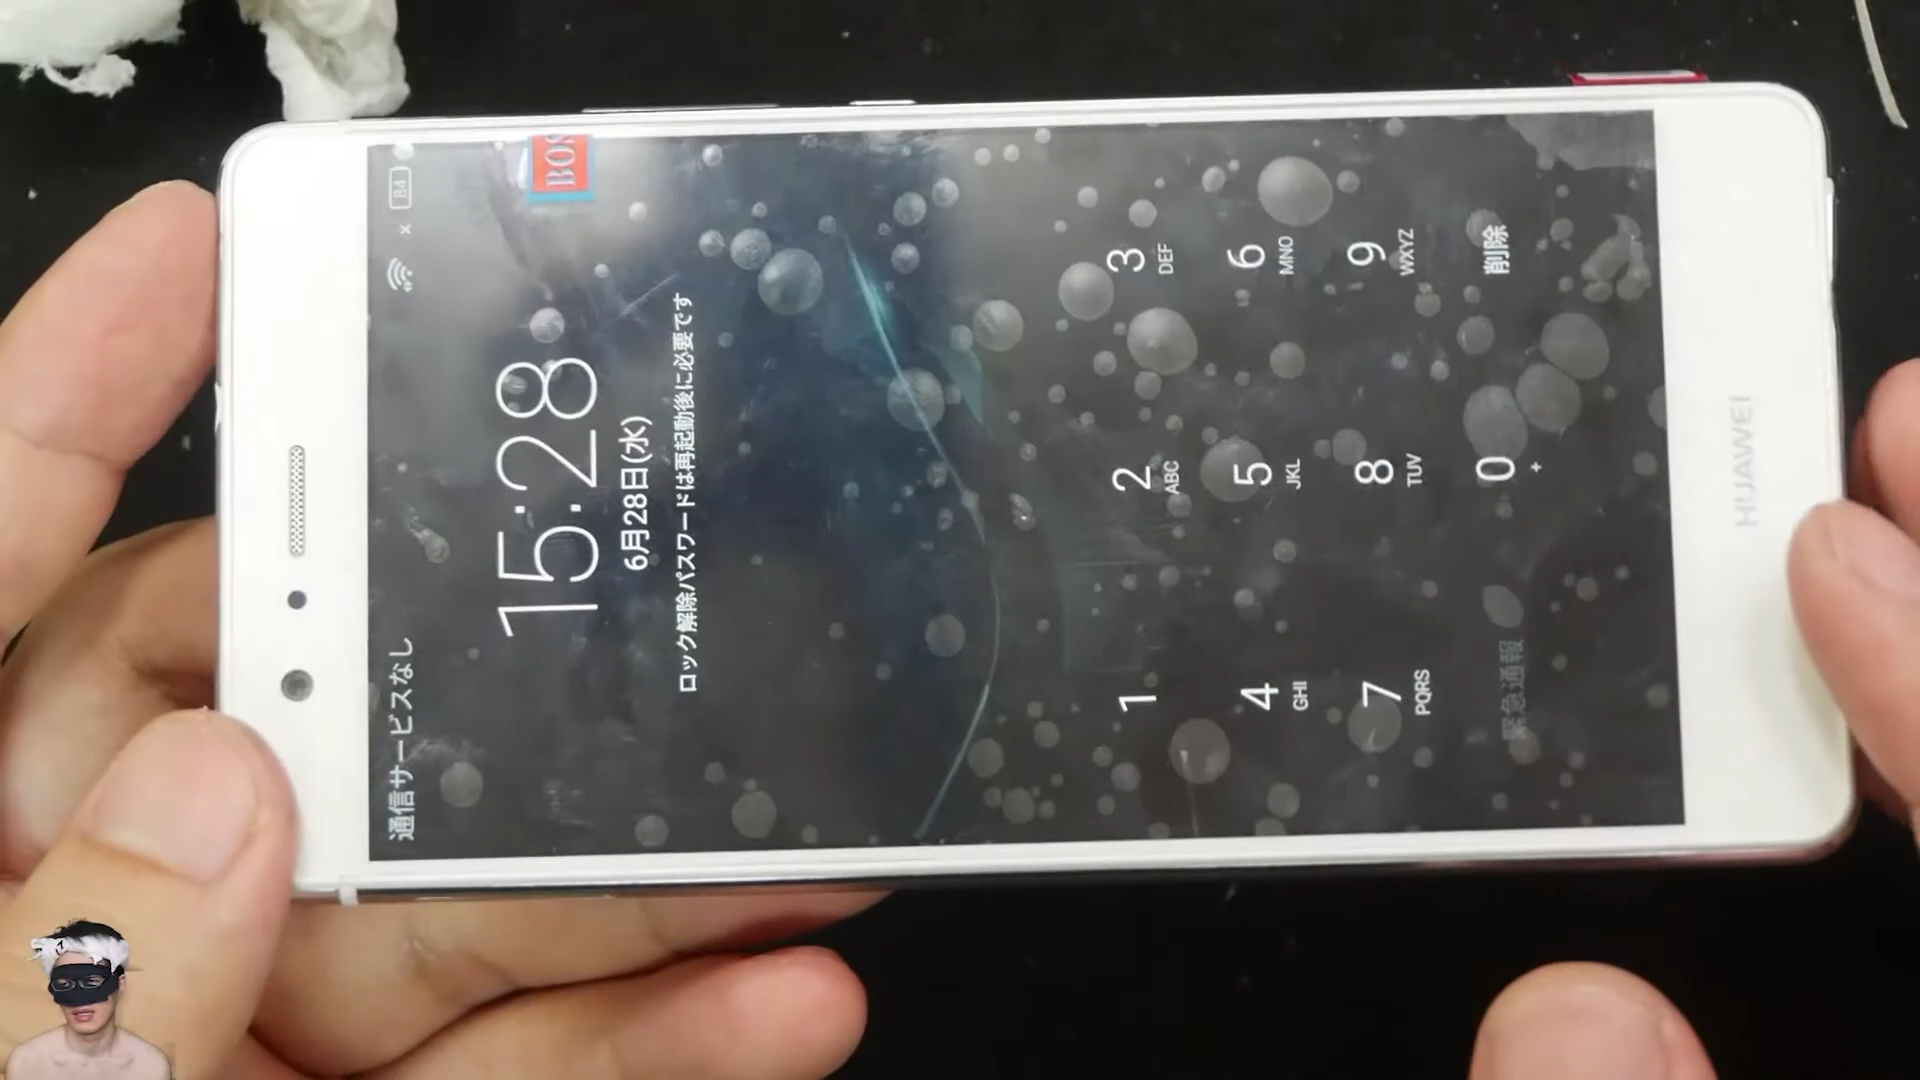 通信サービスなし
84
15:28
6月28日(水)
ロック解除パスワードは再起動後に必要です
BOS
1
2 ABC
3 DEF
4 GHI
5 JKL
6 MNO
7 PQRS
8 TUV
9 WXYZ
緊急通報
0 +
削除
HUAWEI